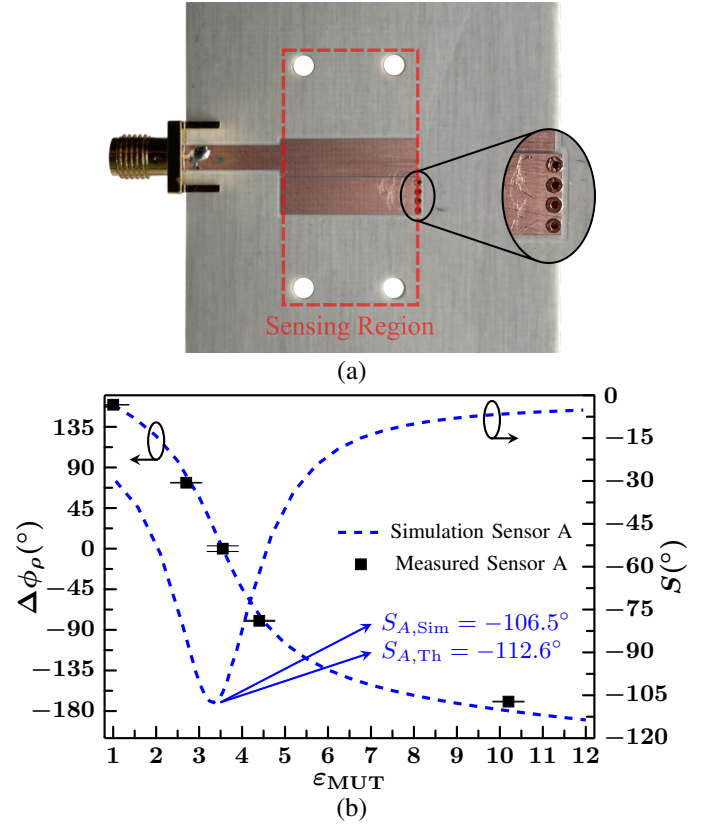 Sensing Region
(a)
Δϕρ(°)
135
90
45
0
−45
−90
−135
−180
0
−15
−30
−45
−60
−75
−90
−105
−120
S(°)
Simulation Sensor A
Measured Sensor A
S_A,Sim = −106.5°
S_A,Th = −112.6°
1 2 3 4 5 6 7 8 9 10 11 12
εMUT
(b)